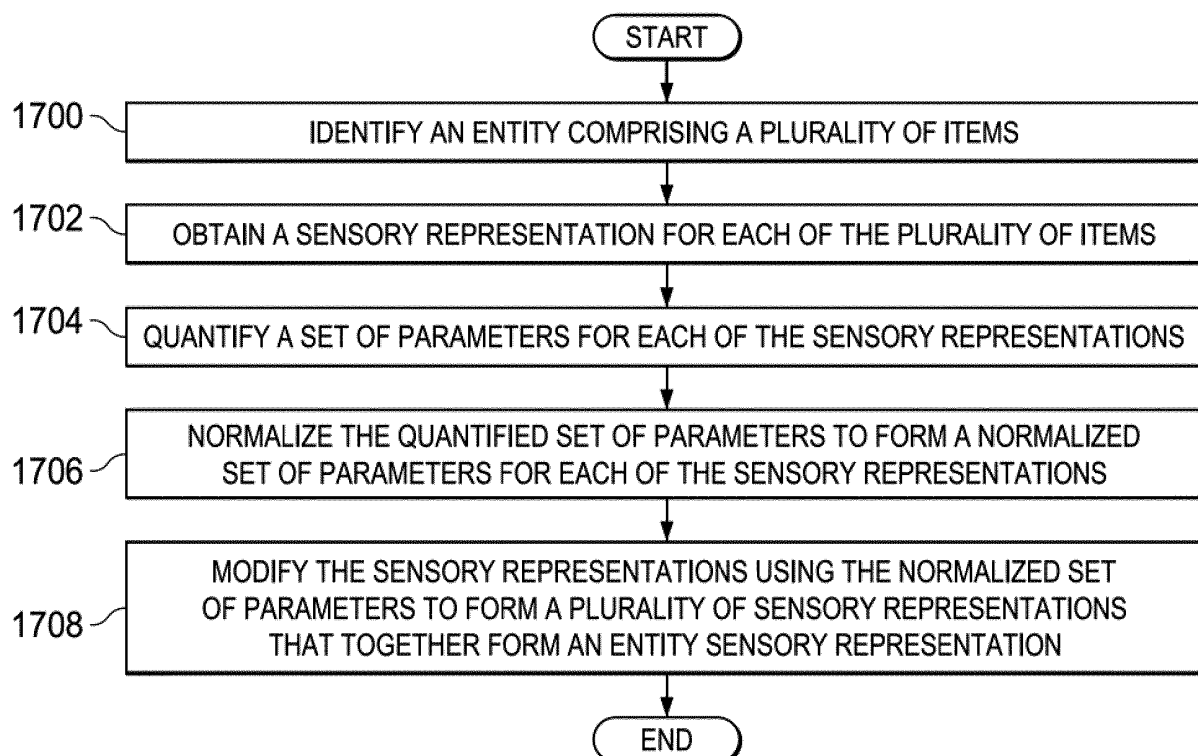 START
1700
IDENTIFY AN ENTITY COMPRISING A PLURALITY OF ITEMS
1702
OBTAIN A SENSORY REPRESENTATION FOR EACH OF THE PLURALITY OF ITEMS
1704
QUANTIFY A SET OF PARAMETERS FOR EACH OF THE SENSORY REPRESENTATIONS
1706
NORMALIZE THE QUANTIFIED SET OF PARAMETERS TO FORM A NORMALIZED
SET OF PARAMETERS FOR EACH OF THE SENSORY REPRESENTATIONS
1708
MODIFY THE SENSORY REPRESENTATIONS USING THE NORMALIZED SET
OF PARAMETERS TO FORM A PLURALITY OF SENSORY REPRESENTATIONS
THAT TOGETHER FORM AN ENTITY SENSORY REPRESENTATION
END